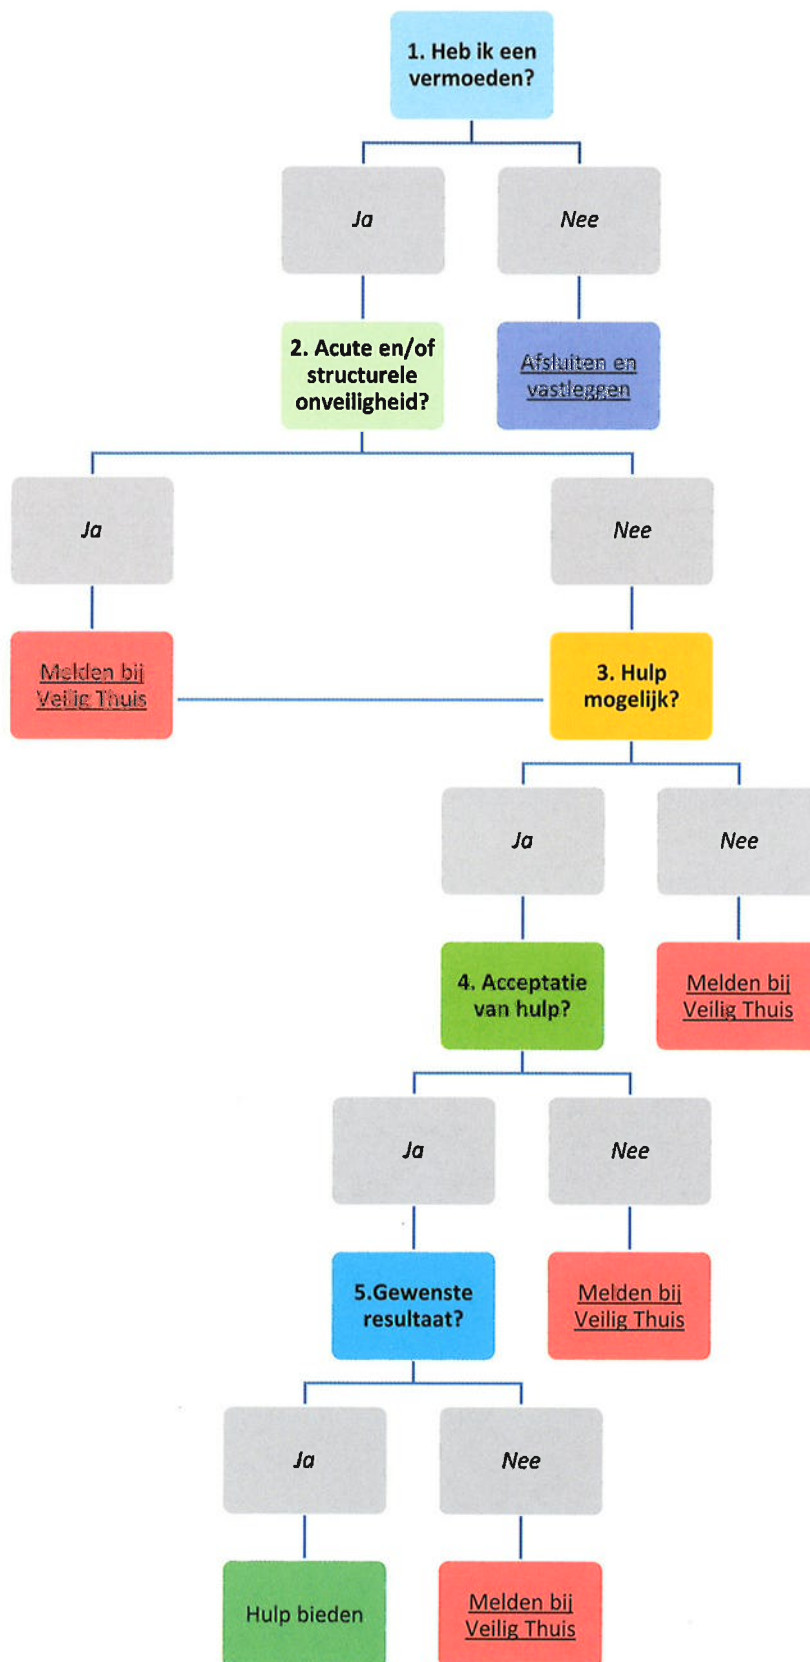 1. Heb ik een
vermoeden?
Ja
Nee
2. Acute en/of
structurele
onveiligheid?
Afsluiten en
vastleggen
Ja
Nee
Melden bij
Veilig Thuis
3. Hulp
mogelijk?
Ja
Nee
4. Acceptatie
van hulp?
Melden bij
Veilig Thuis
Ja
Nee
5.Gewenste
resultaat?
Melden bij
Veilig Thuis
Ja
Nee
Hulp bieden
Melden bij
Veilig Thuis